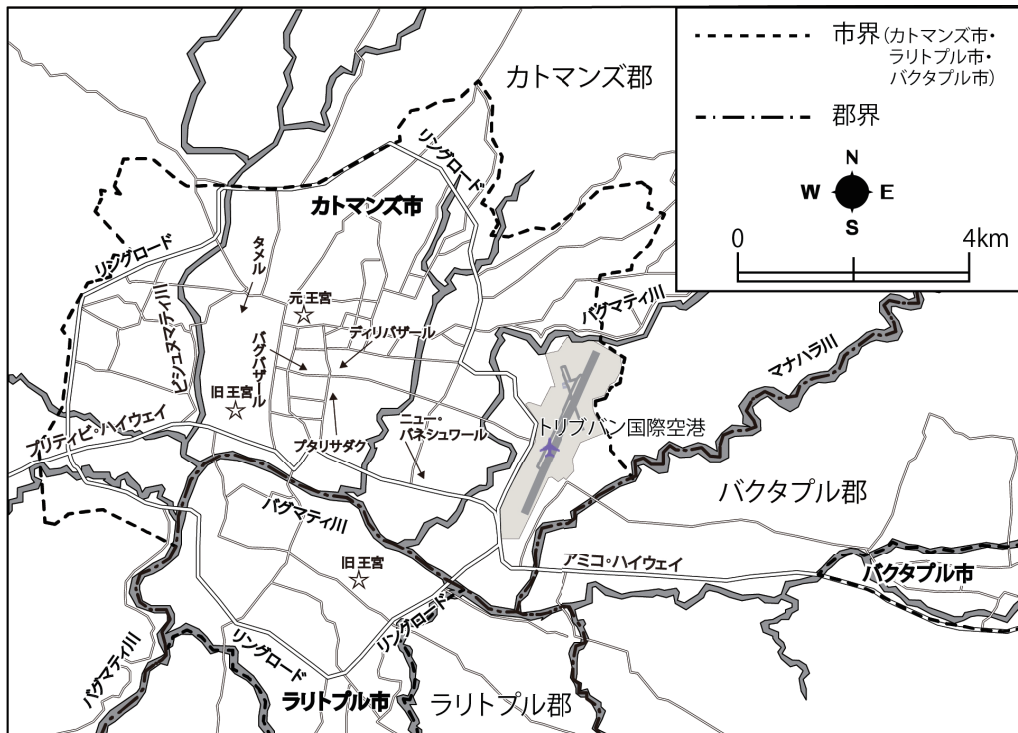 市界(カトマンズ市・
ラリトプル市・
バクタプル市)
郡界
N
W E
S
0 4km
カトマンズ郡
リングロード
カトマンズ市
リングロード
タメル
ビシュヌマティ川
元 王宮
ディリバザール
バグバザール
旧 王宮
プタリサダク
ニュー・
バネシュワール
プリティビ・ハイウェイ
バグマティ川
マナハラ川
トリブバン国際空港
バクタプル郡
バグマティ川
旧 王宮
アミコ・ハイウェイ
バクタプル市
リングロード
リングロード
バグマティ川
ラリトプル市
ラリトプル郡